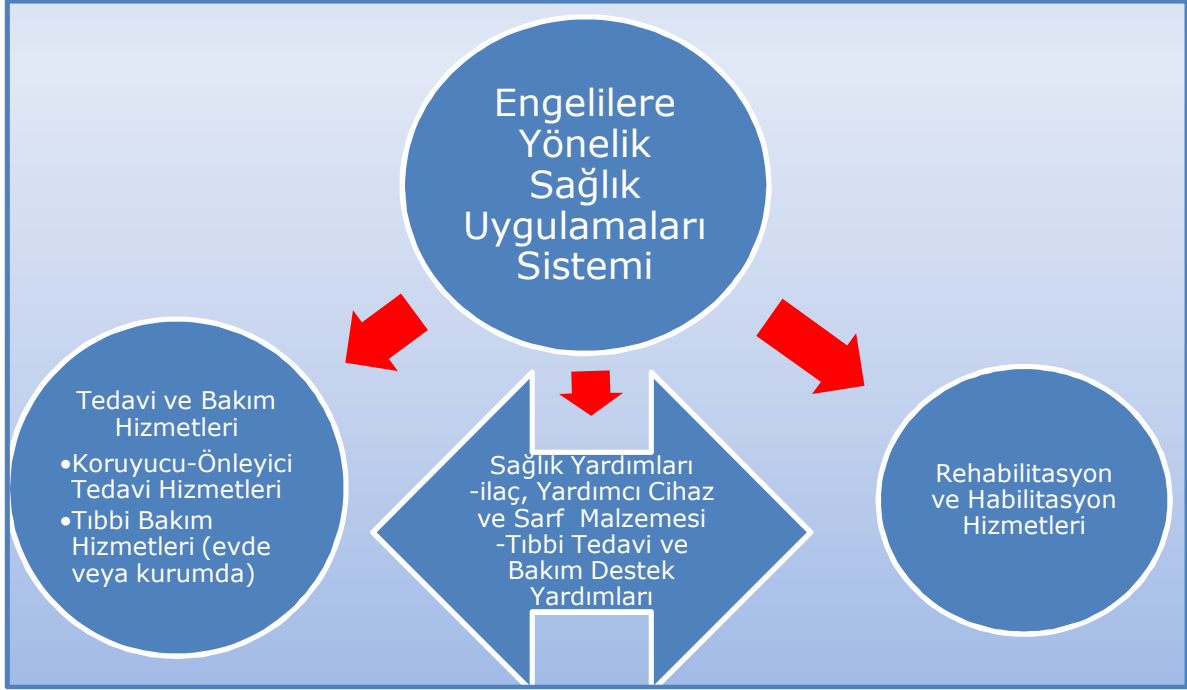 Engelilere
Yönelik
Sağlık
Uygulamaları
Sistemi
Tedavi ve Bakım
Hizmetleri
•Koruyucu-Önleyici
Tedavi Hizmetleri
•Tıbbi Bakım
Hizmetleri (evde
veya kurumda)
Sağlık Yardımları
-ilaç, Yardımcı Cihaz
ve Sarf Malzemesi
-Tıbbi Tedavi ve
Bakım Destek
Yardımları
Rehabilitasyon
ve Habilitasyon
Hizmetleri